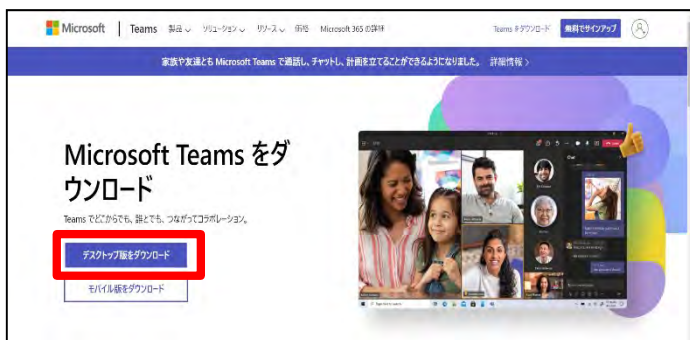 Microsoft Teams 製品 ソリューション リソース 価格 Microsoft 365 の詳細 Teams をダウンロード 無料でサインアップ
家族や友達とも Microsoft Teams で通話し、チャットし、計画を立てることができるようになりました。 詳細情報 >
Microsoft Teams をダ
ウンロード
Teams でどこからでも、誰とでも、つながってコラボレーション。
デスクトップ版をダウンロード
モバイル版をダウンロード
Chat